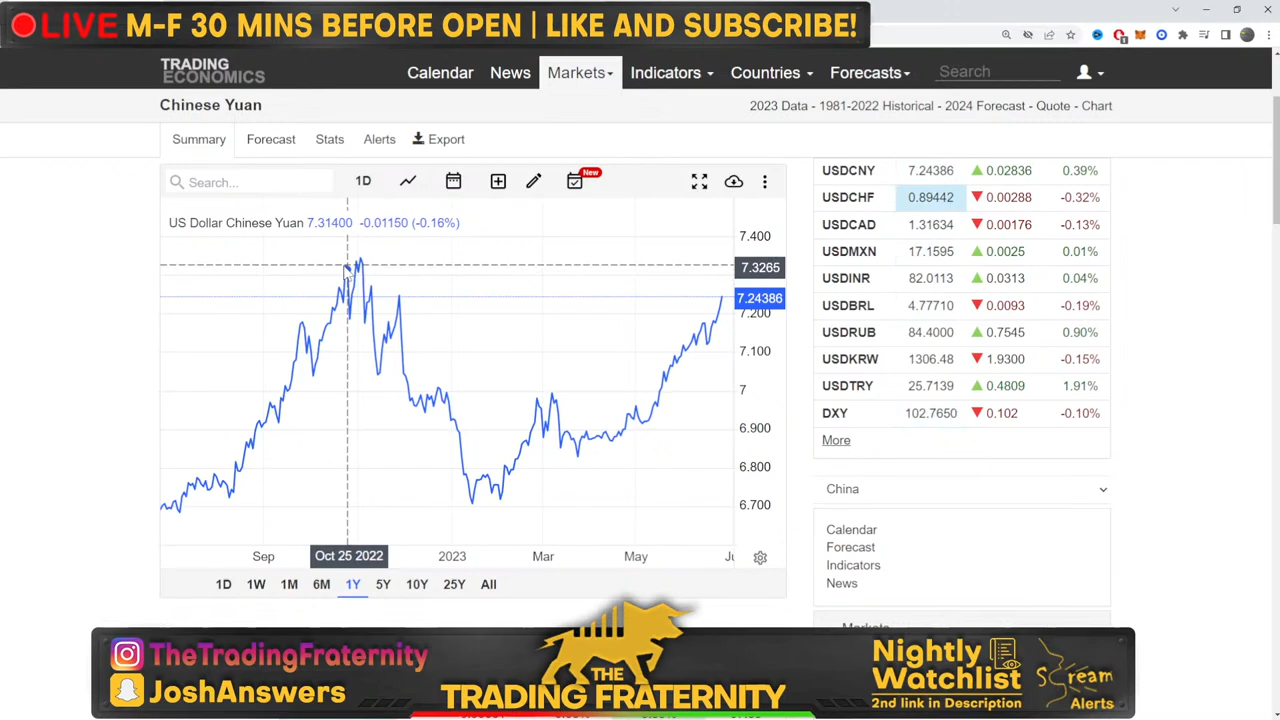 LIVE M-F 30 MINS BEFORE OPEN | LIKE AND SUBSCRIBE!
TRADING
ECONOMICS
Calendar News Markets Indicators Countries Forecasts Search
Chinese Yuan
2023 Data - 1981-2022 Historical - 2024 Forecast - Quote - Chart
Summary Forecast Stats Alerts Export
Search... 1D New
US Dollar Chinese Yuan 7.31400 -0.01150 (-0.16%)
7.400
7.3265
7.24386
7.200
7.100
7
6.900
6.800
6.700
Sep Oct 25 2022 2023 Mar May Ju
1D 1W 1M 6M 1Y 5Y 10Y 25Y All
USDCNY 7.24386 0.02836 0.39%
USDCHF 0.89442 0.00288 -0.32%
USDCAD 1.31634 0.00176 -0.13%
USDMXN 17.1595 0.0025 0.01%
USDINR 82.0113 0.0313 0.04%
USDBRL 4.77710 0.0093 -0.19%
USDRUB 84.4000 0.7545 0.90%
USDKRW 1306.48 1.9300 -0.15%
USDTRY 25.7139 0.4809 1.91%
DXY 102.7650 0.102 -0.10%
More
China
Calendar
Forecast
Indicators
News
Markets
TheTradingFraternity
JoshAnswers
THE
TRADING FRATERNITY
Nightly
Watchlist
2nd link in Description
Scream
Alerts